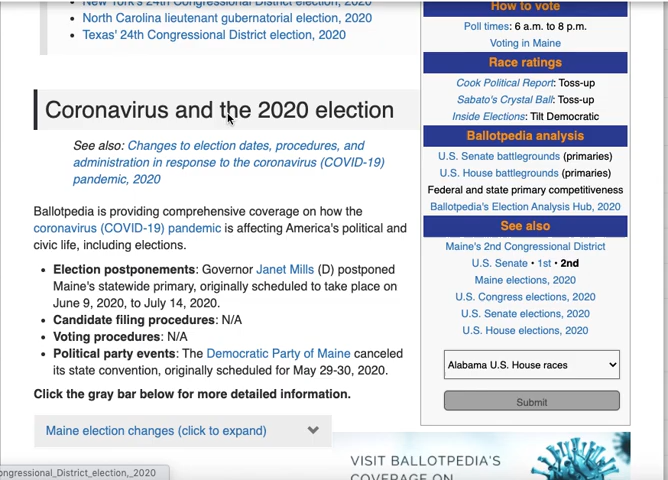 New York's 24th Congressional District election, 2020
North Carolina lieutenant gubernatorial election, 2020
Texas' 24th Congressional District election, 2020
Coronavirus and the 2020 election
See also: Changes to election dates, procedures, and
administration in response to the coronavirus (COVID-19)
pandemic, 2020
Ballotpedia is providing comprehensive coverage on how the
coronavirus (COVID-19) pandemic is affecting America's political and
civic life, including elections.
• Election postponements: Governor Janet Mills (D) postponed
Maine's statewide primary, originally scheduled to take place on
June 9, 2020, to July 14, 2020.
• Candidate filing procedures: N/A
• Voting procedures: N/A
• Political party events: The Democratic Party of Maine canceled
its state convention, originally scheduled for May 29-30, 2020.
Click the gray bar below for more detailed information.
Maine election changes (click to expand)
ongressional_District_election,_2020
How to vote
Poll times: 6 a.m. to 8 p.m.
Voting in Maine
Race ratings
Cook Political Report: Toss-up
Sabato's Crystal Ball: Toss-up
Inside Elections: Tilt Democratic
Ballotpedia analysis
U.S. Senate battlegrounds (primaries)
U.S. House battlegrounds (primaries)
Federal and state primary competitiveness
Ballotpedia's Election Analysis Hub, 2020
See also
Maine's 2nd Congressional District
U.S. Senate • 1st • 2nd
Maine elections, 2020
U.S. Congress elections, 2020
U.S. Senate elections, 2020
U.S. House elections, 2020
Alabama U.S. House races
Submit
VISIT BALLOTPEDIA'S
COVERAGE ON